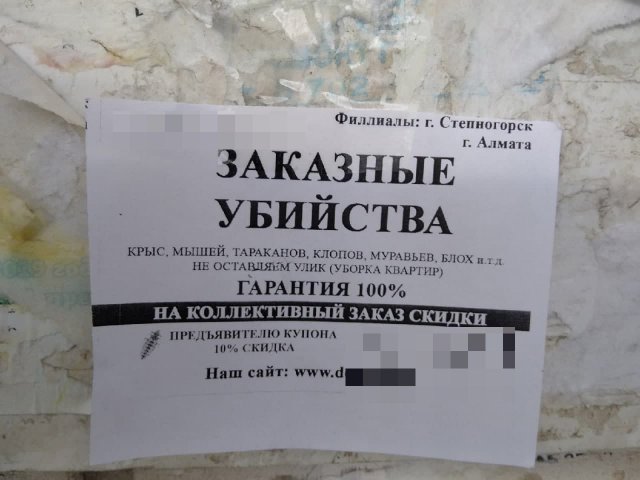 Филлиалы: г. Степногорск
г. Алмата
ЗАКАЗНЫЕ
УБИЙСТВА
КРЫС, МЫШЕЙ, ТАРАКАНОВ, КЛОПОВ, МУРАВЬЕВ, БЛОХ и.т.д.
НЕ ОСТАВЛЯЕМ УЛИК (УБОРКА КВАРТИР)
ГАРАНТИЯ 100%
НА КОЛЛЕКТИВНЫЙ ЗАКАЗ СКИДКИ
ПРЕДЪЯВИТЕЛЮ КУПОНА
10% СКИДКА
Наш сайт: www.d